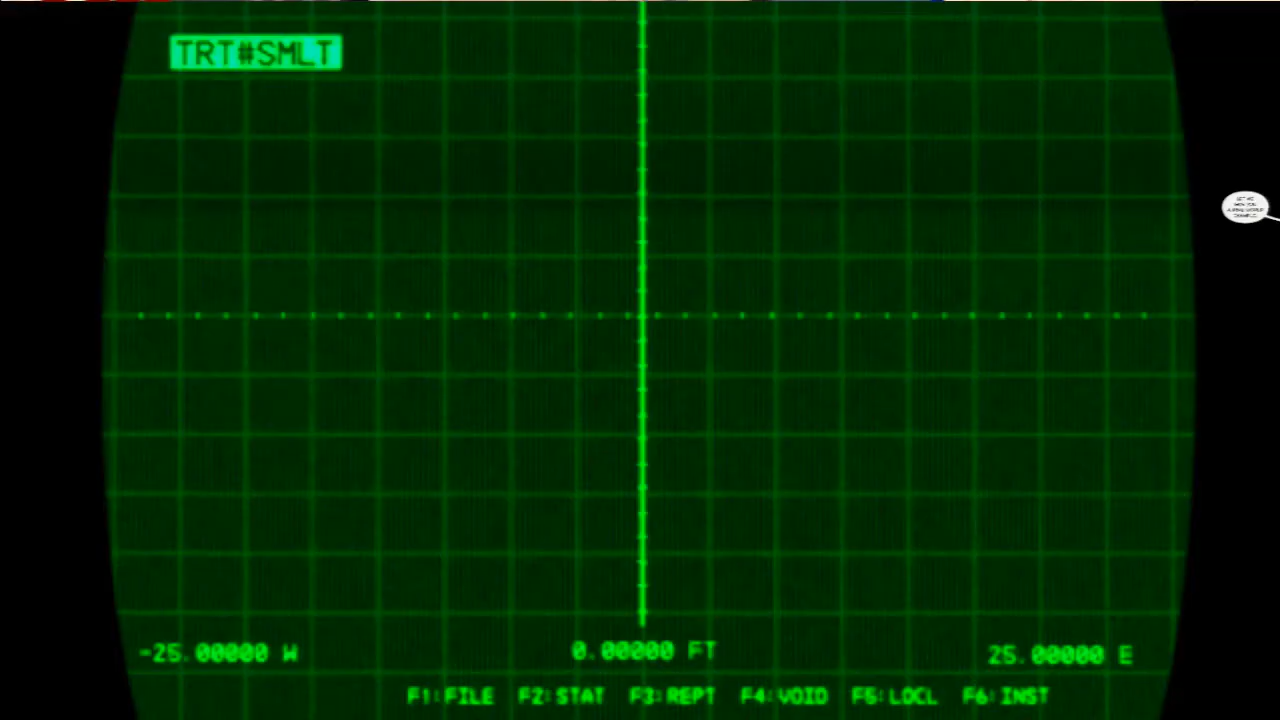 TRT#SMLT
-25.00000 W
0.00000 FT
25.00000 E
F1:FILE F2:STAT F3:REPT F4:VOID F5:LOCL F6:INST